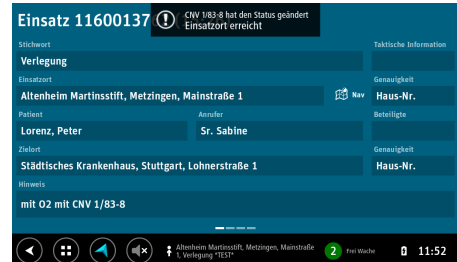 Einsatz 11600137
CNV 1/83-8 hat den Status geändert
Einsatzort erreicht
Stichwort
Taktische Information
Verlegung
Einsatzort
Genauigkeit
Altenheim Martinsstift, Metzingen, Mainstraße 1
Nav
Haus-Nr.
Patient
Anrufer
Beteiligte
Lorenz, Peter
Sr. Sabine
Zielort
Genauigkeit
Städtisches Krankenhaus, Stuttgart, Lohnerstraße 1
Haus-Nr.
Hinweis
mit O2 mit CNV 1/83-8
Altenheim Martinsstift, Metzingen, Mainstraße
1, Verlegung *TEST*
2
Frei Wache
11:52